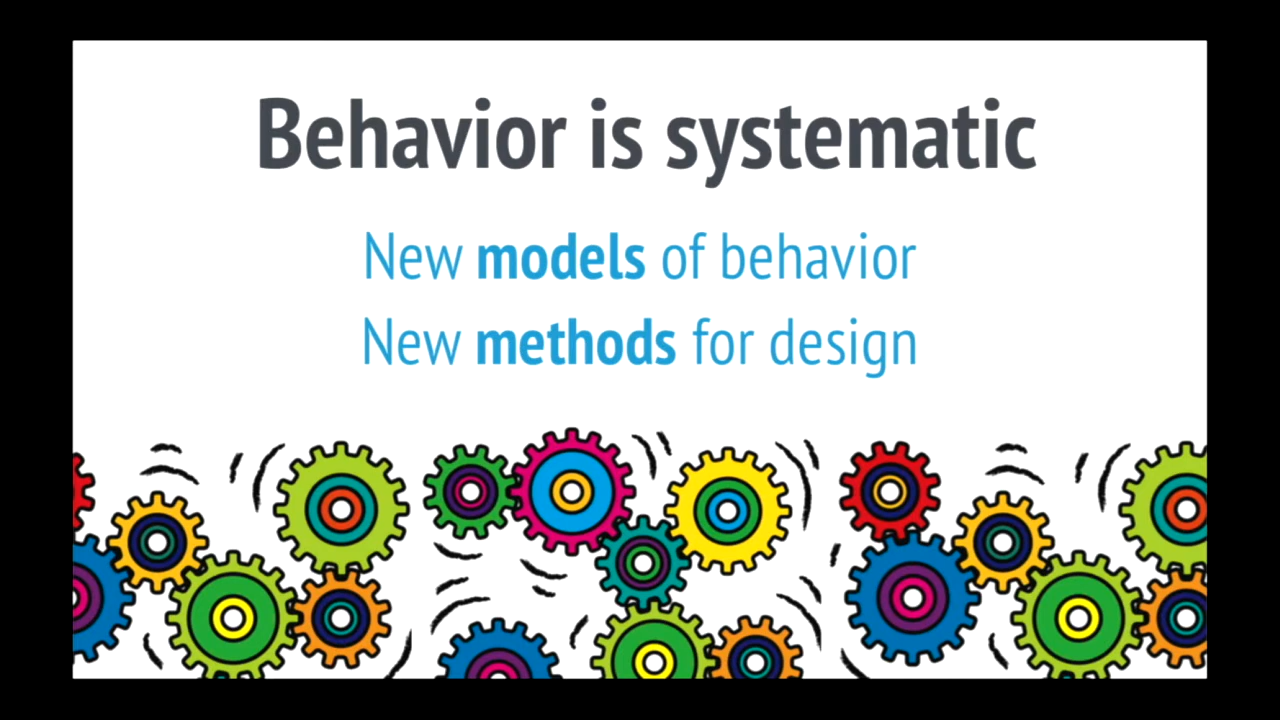 Behavior is systematic
New models of behavior
New methods for design